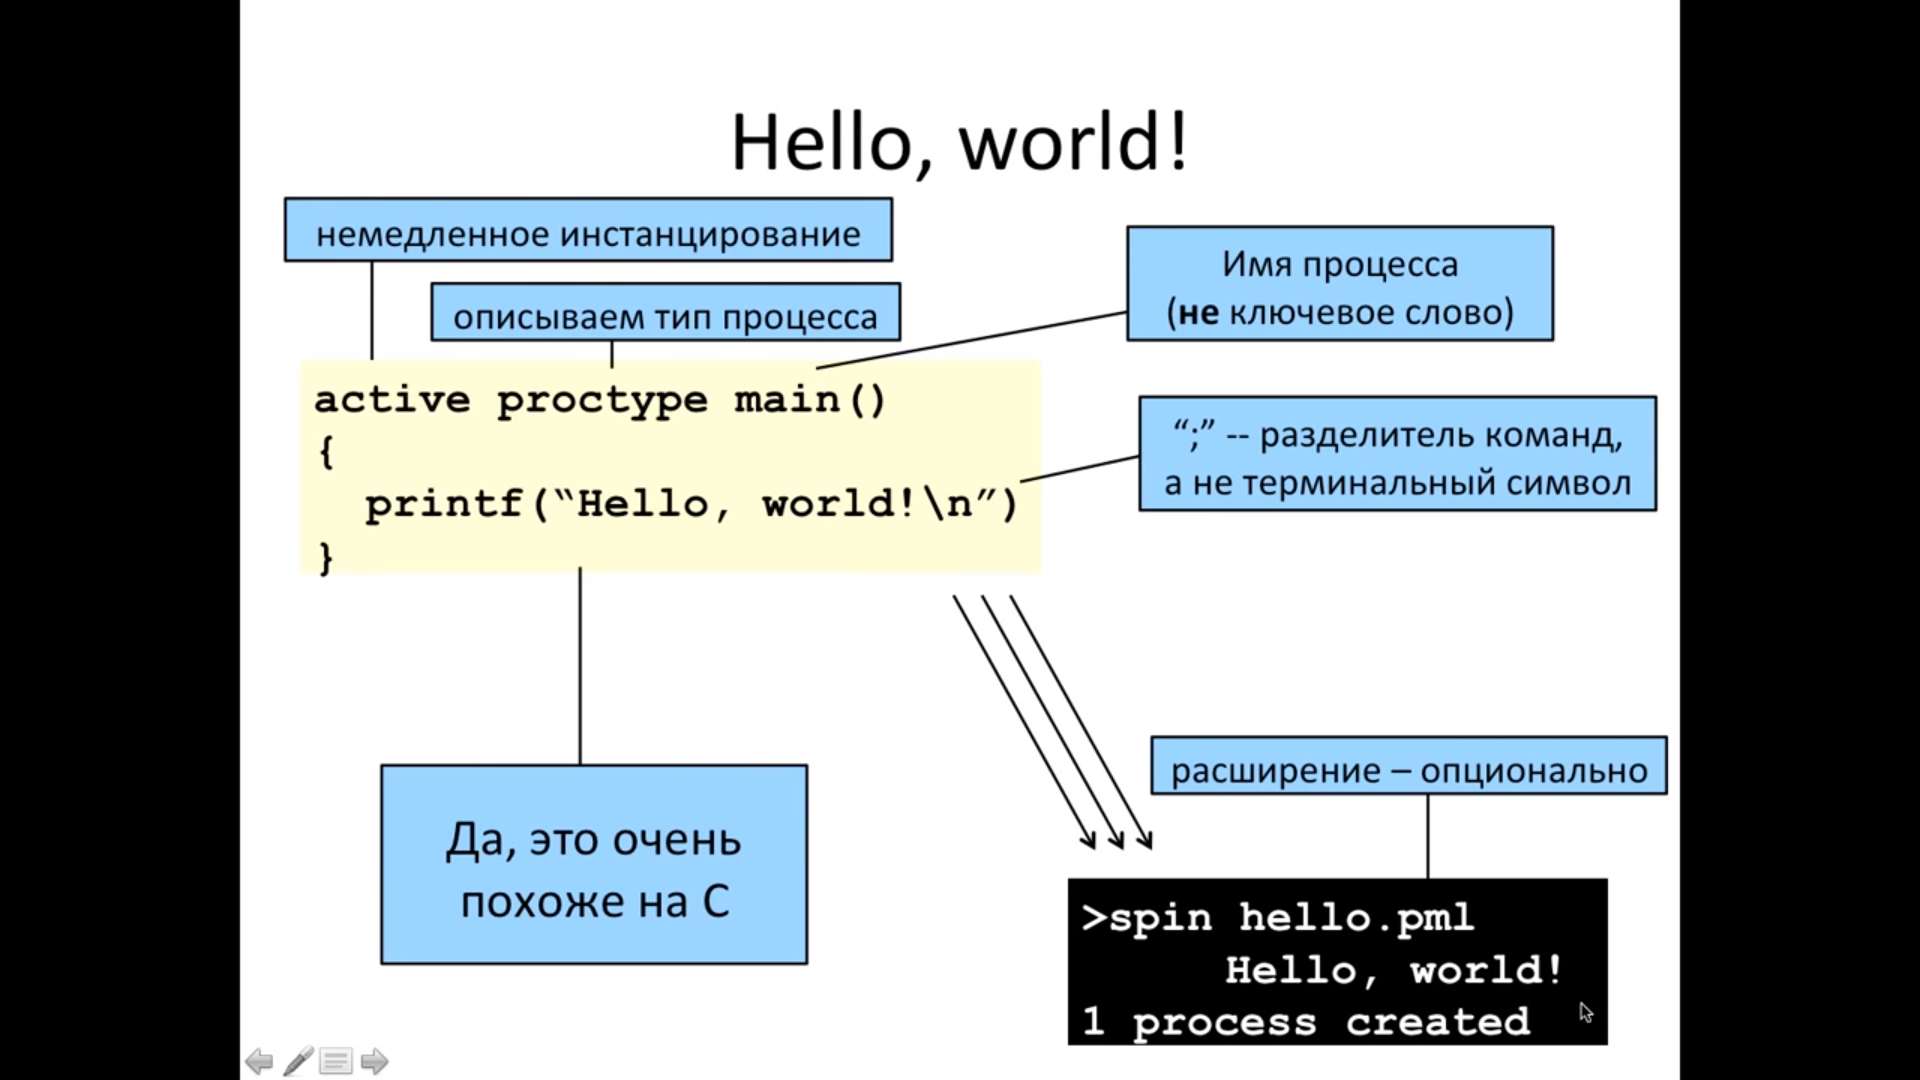 Hello, world!
немедленное инстанцирование
описываем тип процесса
Имя процесса
(не ключевое слово)
active proctype main()
{
printf(“Hello, world!\n”)
}
“;” -- разделитель команд,
а не терминальный символ
Да, это очень
похоже на C
расширение – опционально
>spin hello.pml
Hello, world!
1 process created